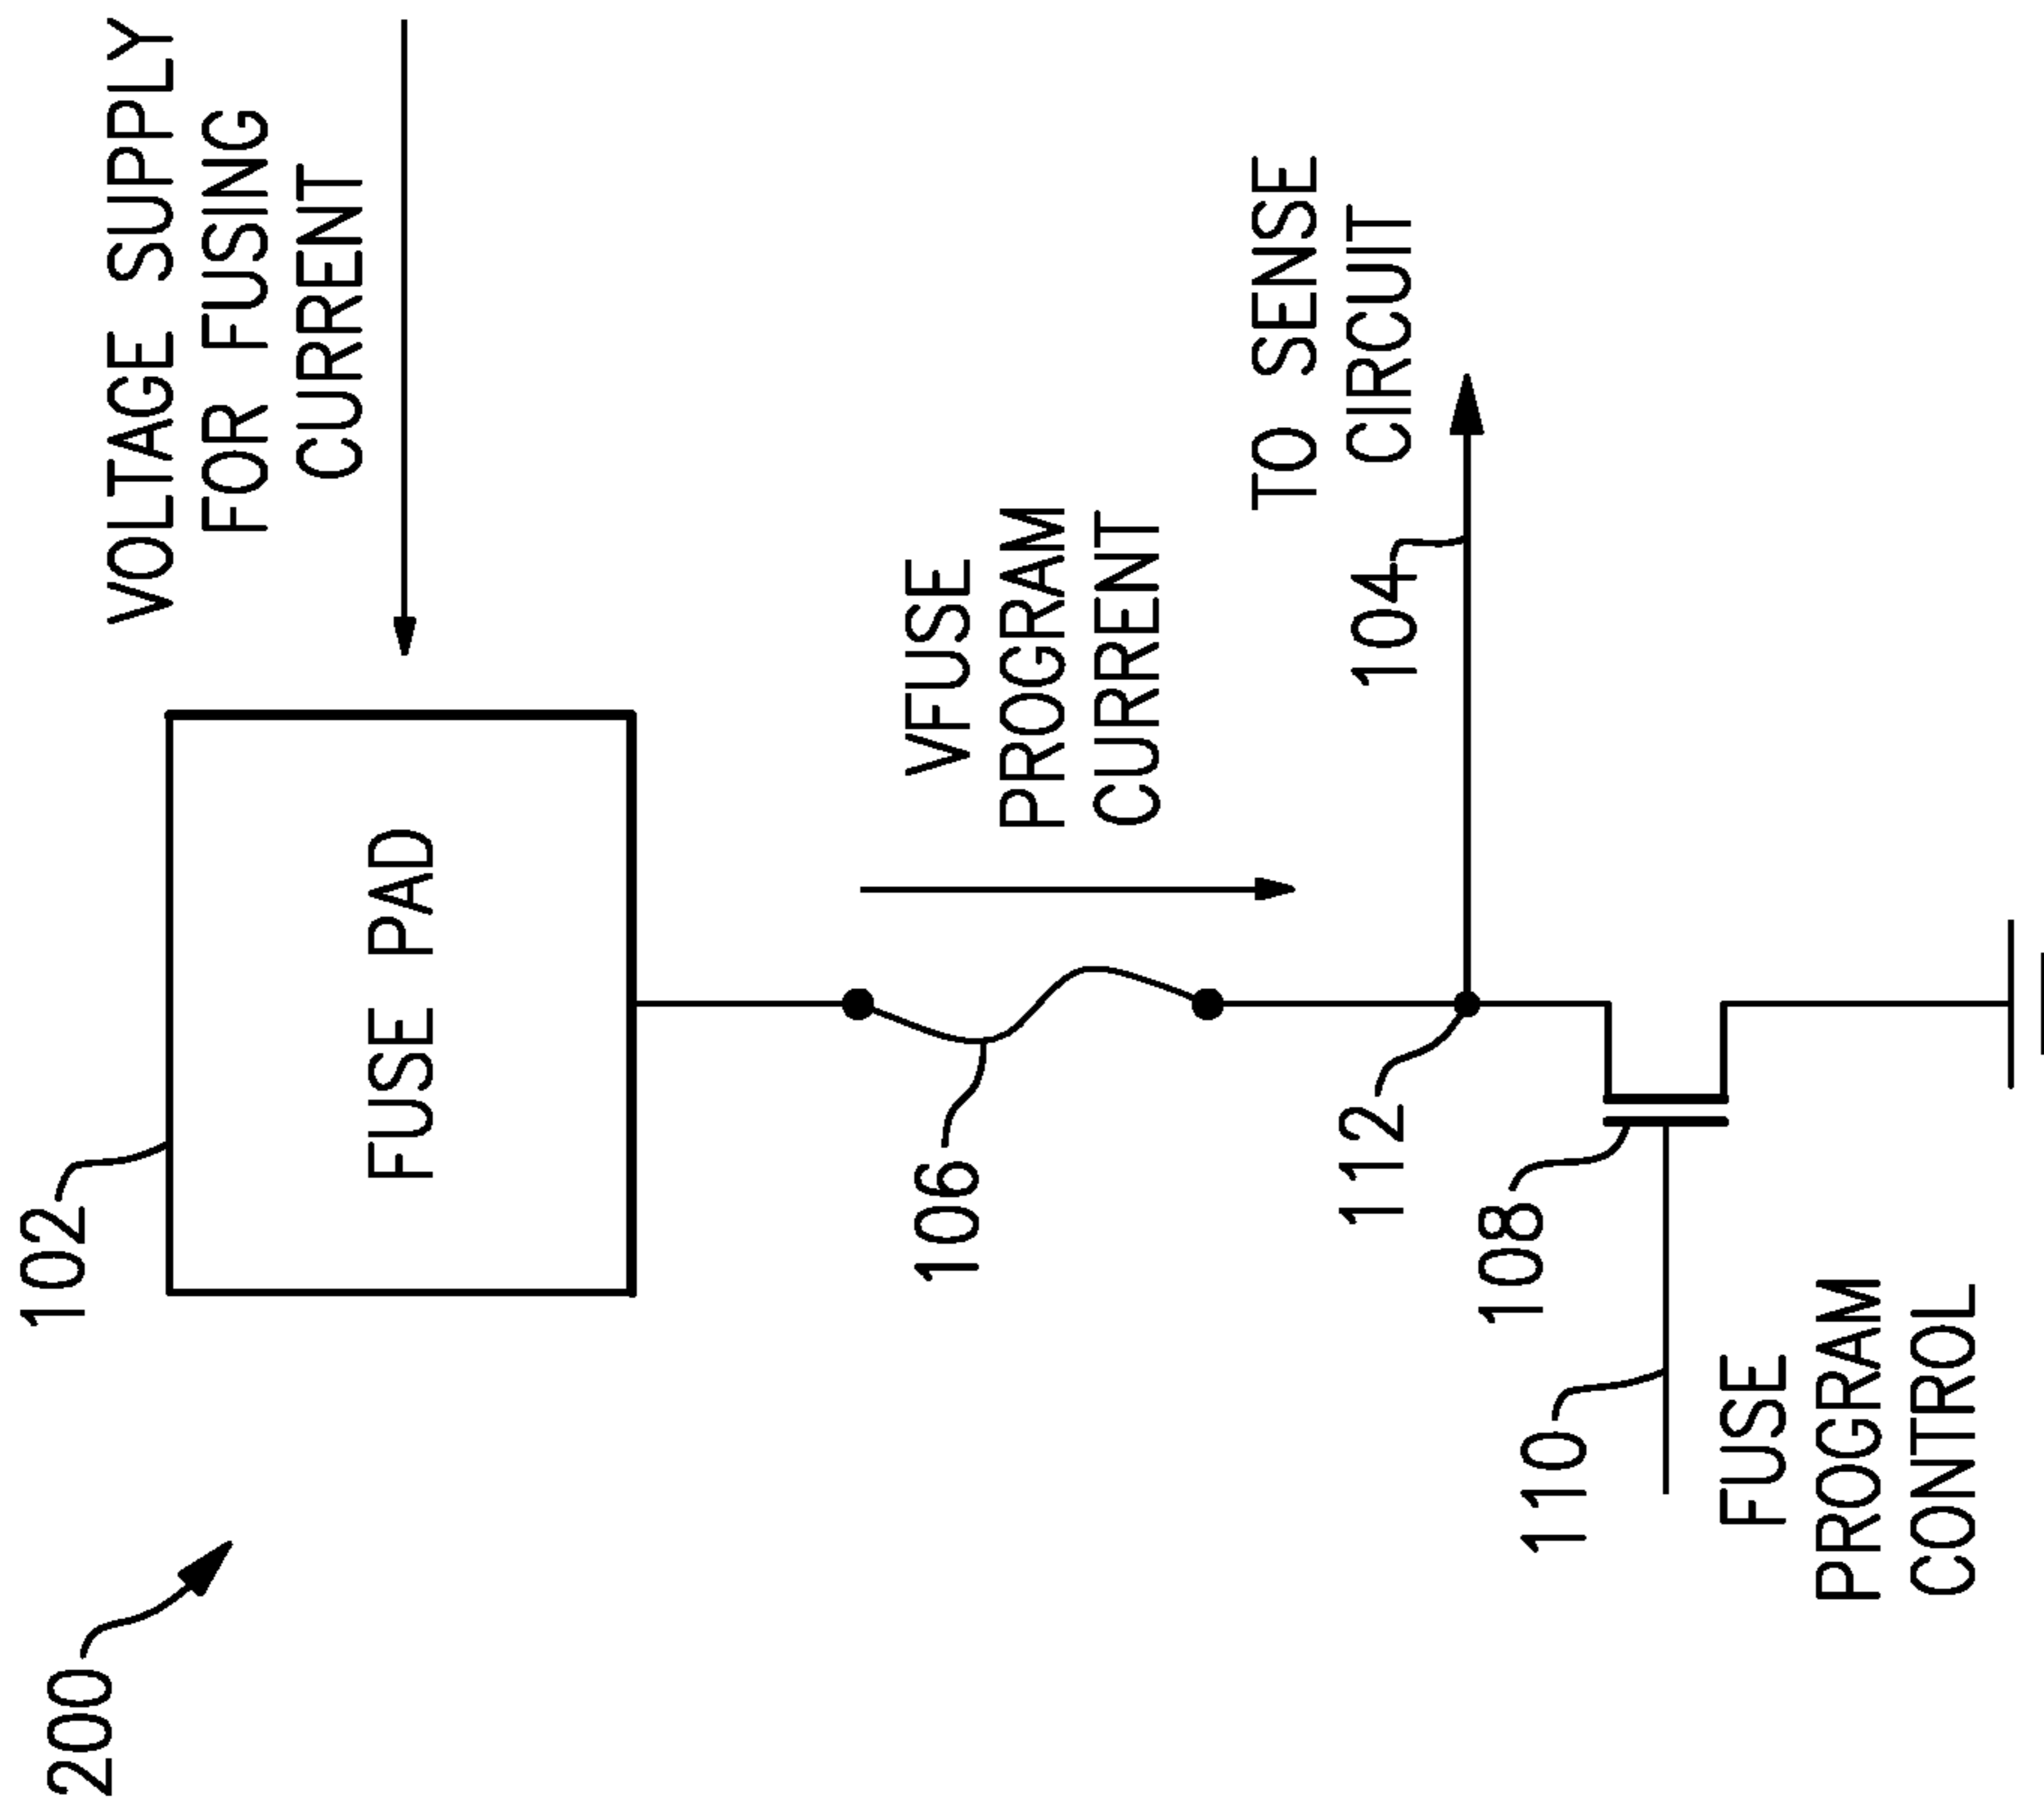 200
102
FUSE PAD
VOLTAGE SUPPLY
FOR FUSING
CURRENT
106
VFUSE
PROGRAM
CURRENT
112
104
TO SENSE
CIRCUIT
108
110
FUSE
PROGRAM
CONTROL